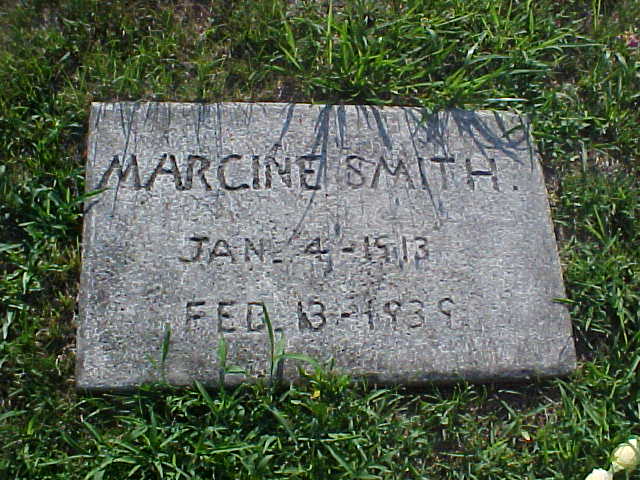 MARCINE SMITH.
JAN. 4-1913
FEB. 13-1939